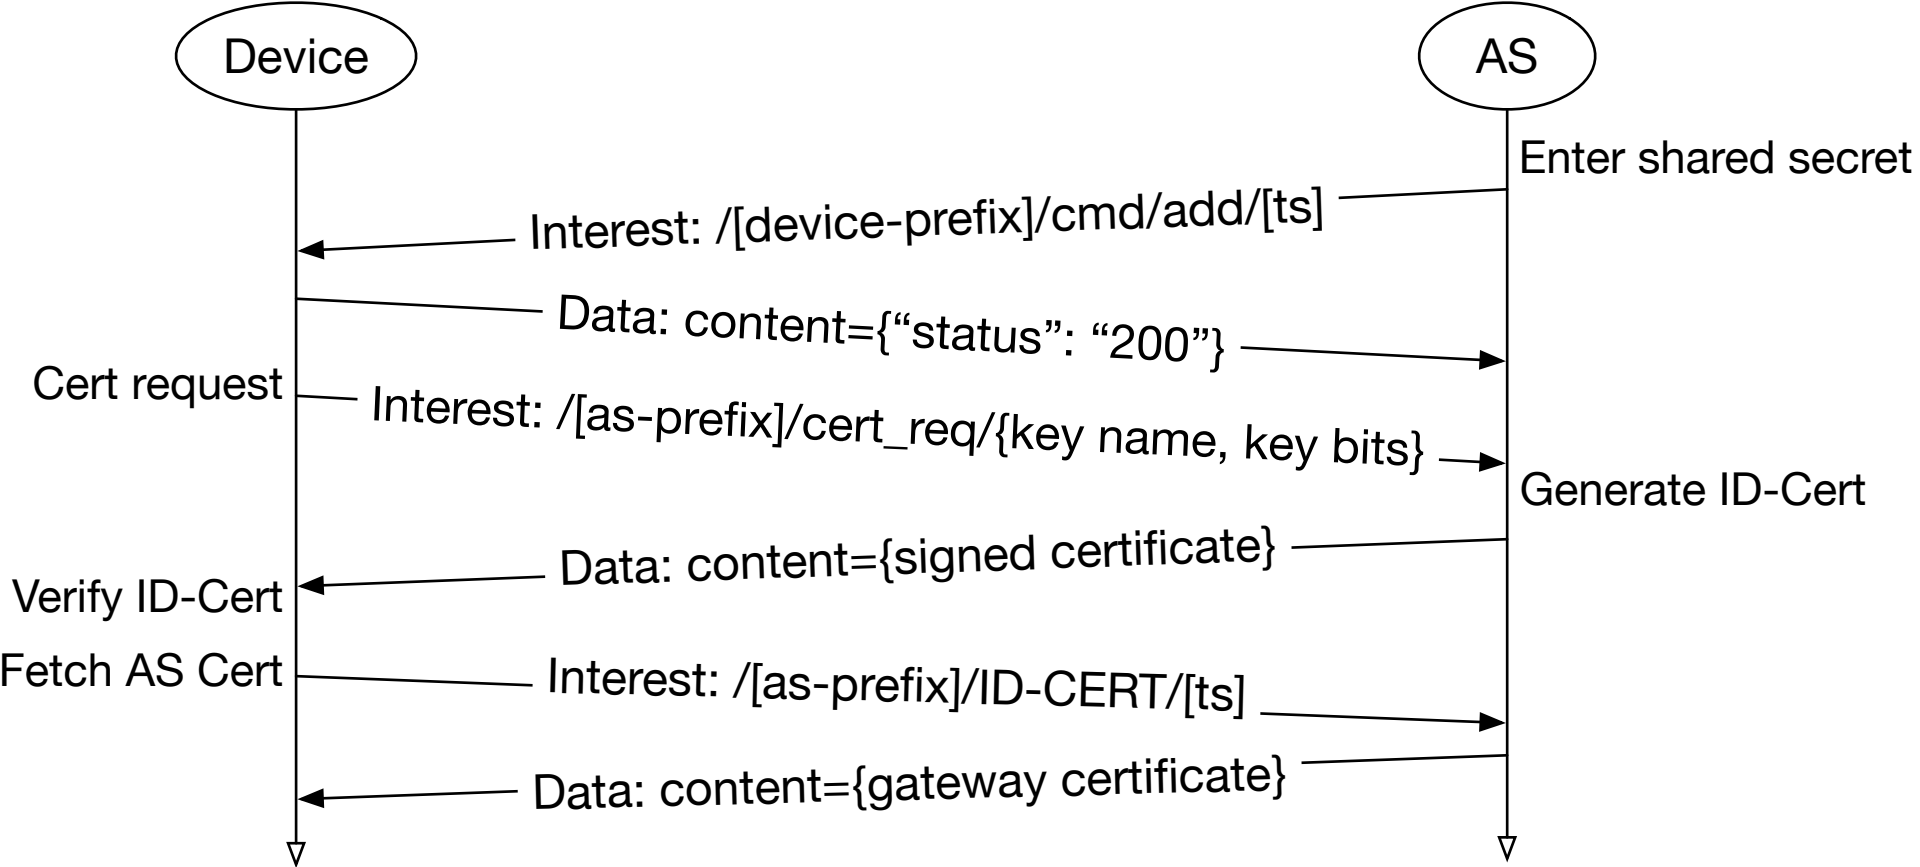 Device
AS
Enter shared secret
Interest: /[device-prefix]/cmd/add/[ts]
Data: content={“status”: “200”}
Cert request
Interest: /[as-prefix]/cert_req/{key name, key bits}
Generate ID-Cert
Data: content={signed certificate}
Verify ID-Cert
Fetch AS Cert
Interest: /[as-prefix]/ID-CERT/[ts]
Data: content={gateway certificate}